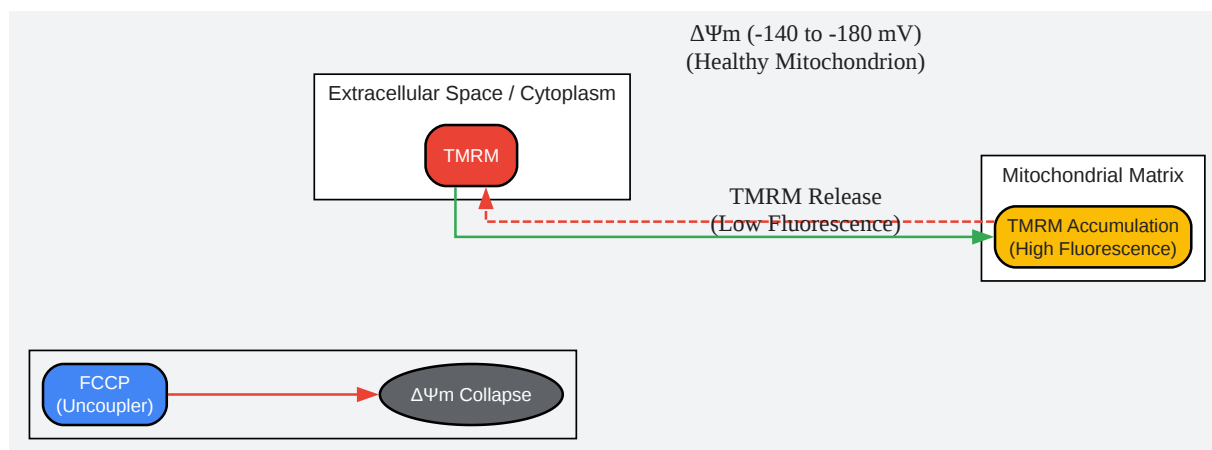 ΔΨm (-140 to -180 mV)
(Healthy Mitochondrion)
Extracellular Space / Cytoplasm
TMRM
Mitochondrial Matrix
TMRM Release
(Low Fluorescence)
TMRM Accumulation
(High Fluorescence)
FCCP
(Uncoupler)
ΔΨm Collapse